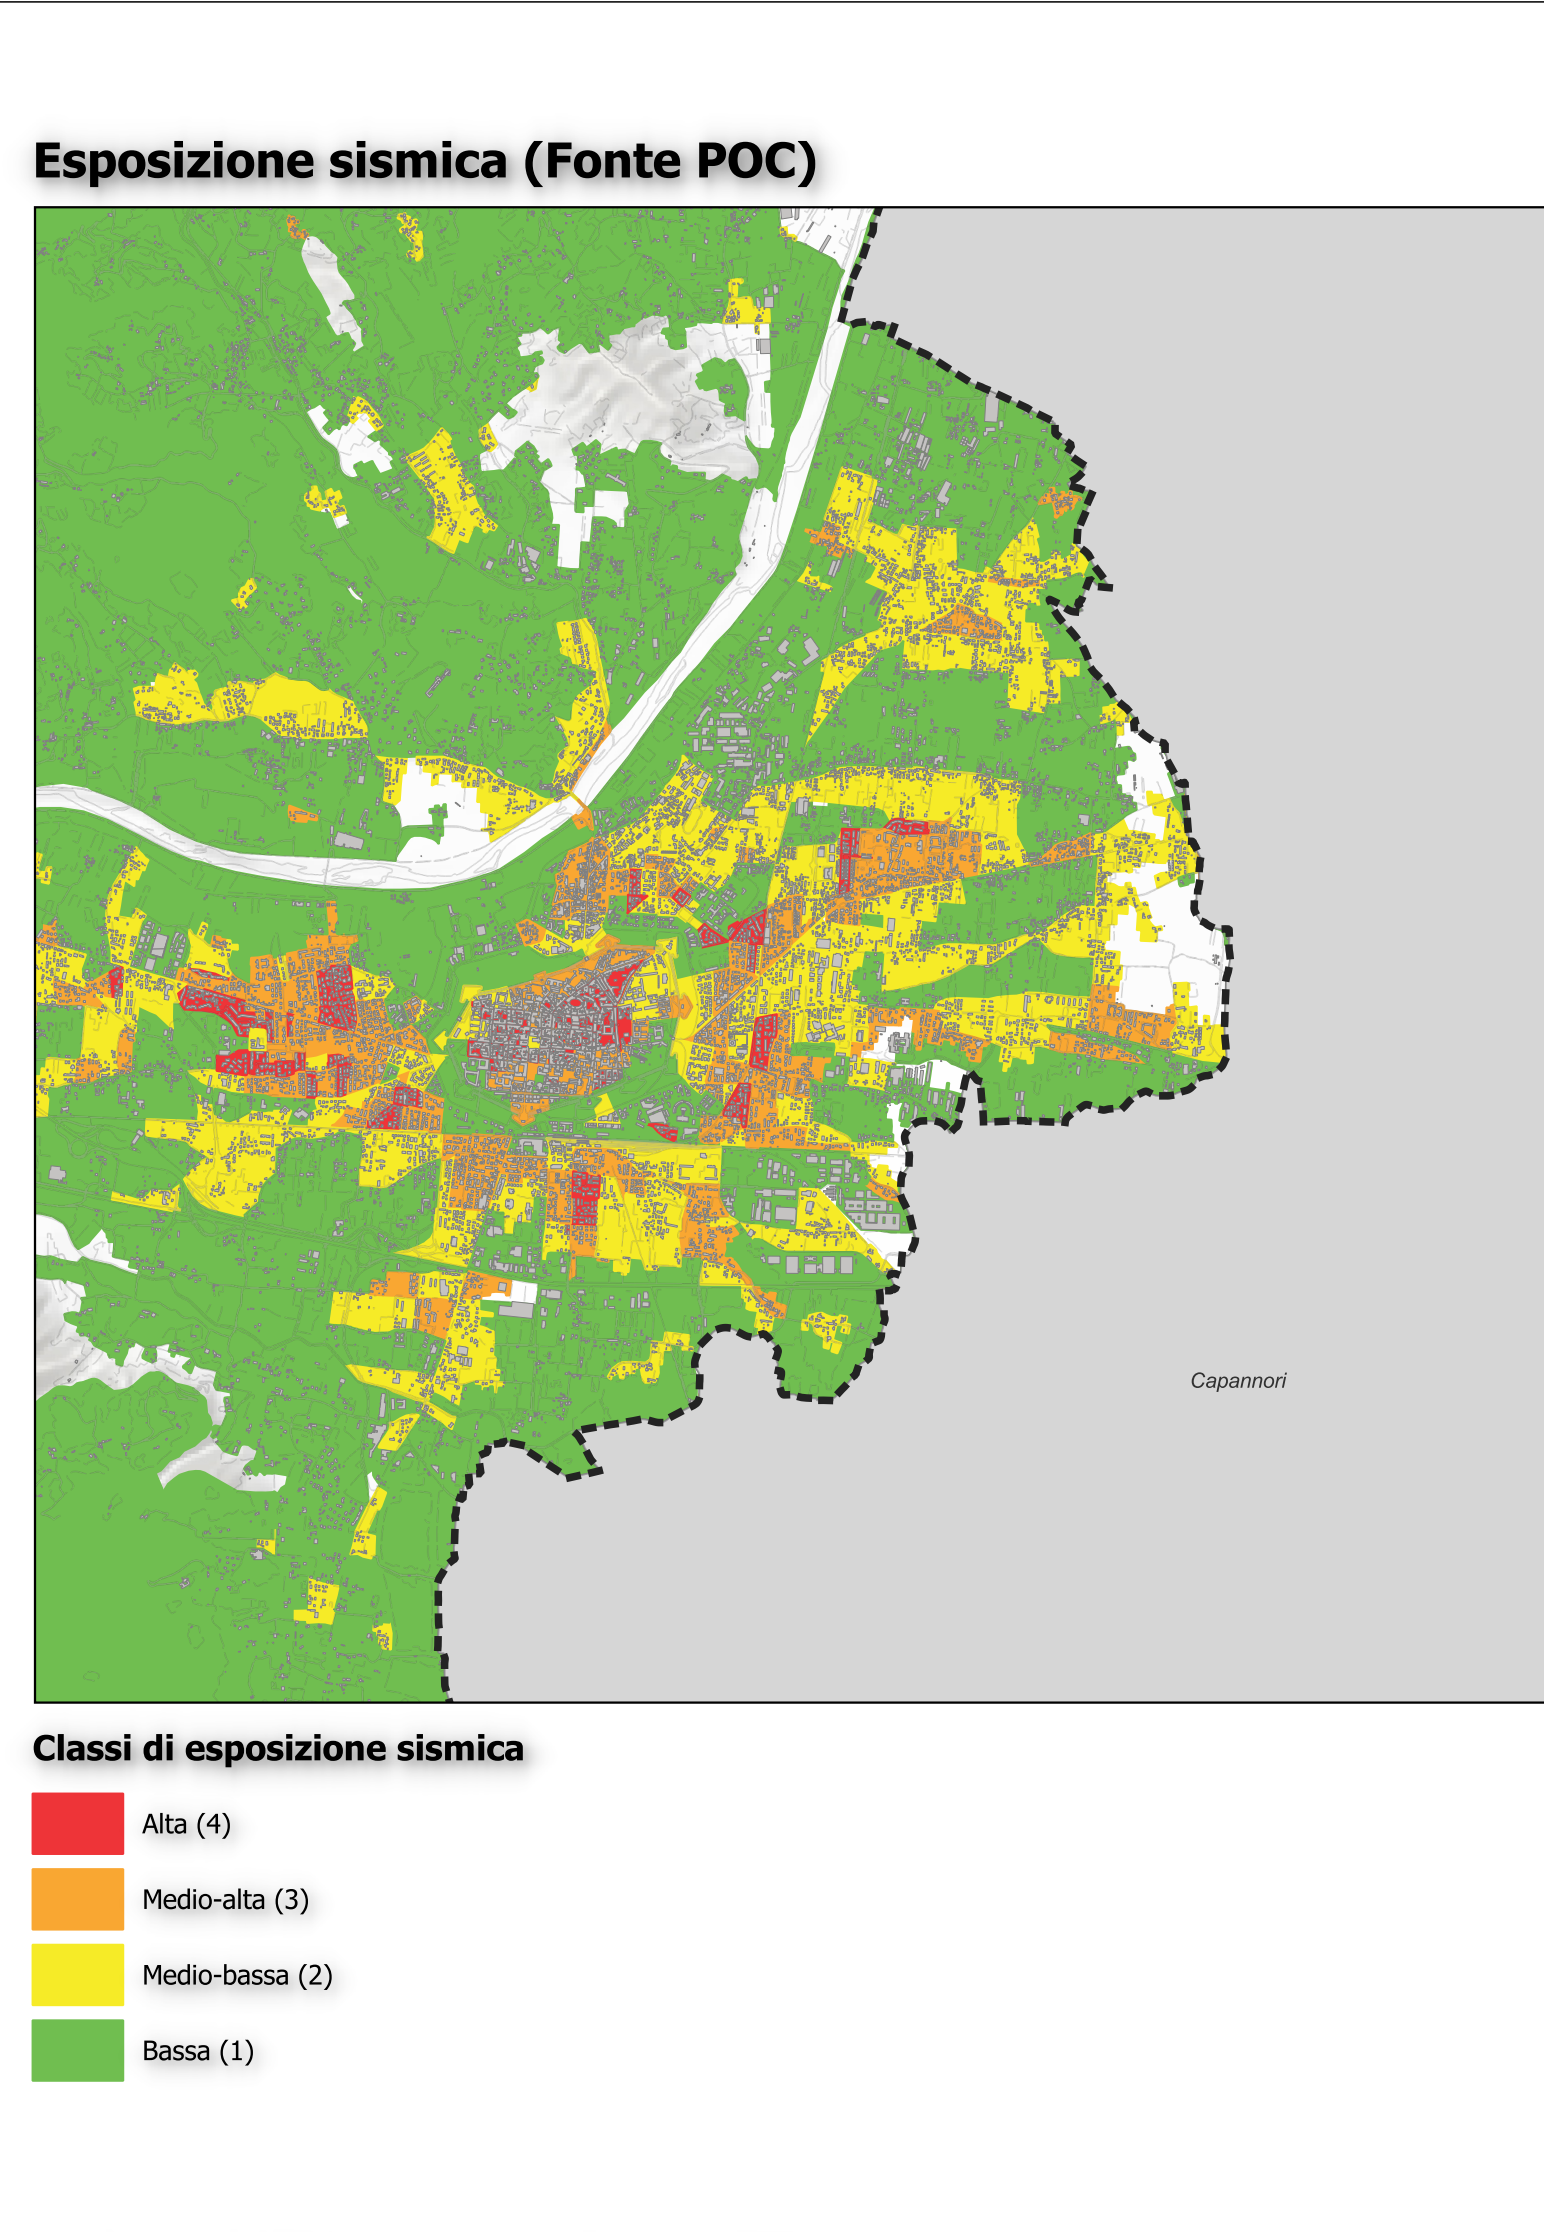 Esposizione sismica (Fonte POC)
Capannori
Classi di esposizione sismica
Alta (4)
Medio-alta (3)
Medio-bassa (2)
Bassa (1)